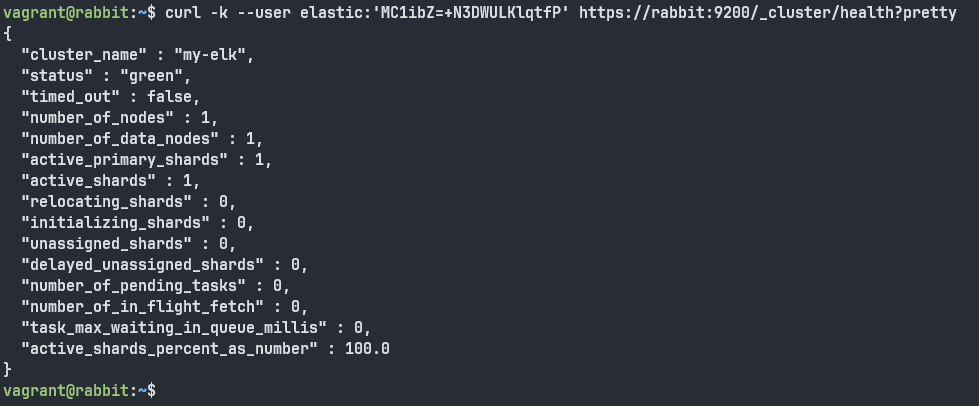 vagrant@rabbit:~$ curl -k --user elastic:'MC1ibZ=+N3DWULKlqtfP' https://rabbit:9200/_cluster/health?pretty
{
  "cluster_name" : "my-elk",
  "status" : "green",
  "timed_out" : false,
  "number_of_nodes" : 1,
  "number_of_data_nodes" : 1,
  "active_primary_shards" : 1,
  "active_shards" : 1,
  "relocating_shards" : 0,
  "initializing_shards" : 0,
  "unassigned_shards" : 0,
  "delayed_unassigned_shards" : 0,
  "number_of_pending_tasks" : 0,
  "number_of_in_flight_fetch" : 0,
  "task_max_waiting_in_queue_millis" : 0,
  "active_shards_percent_as_number" : 100.0
}
vagrant@rabbit:~$